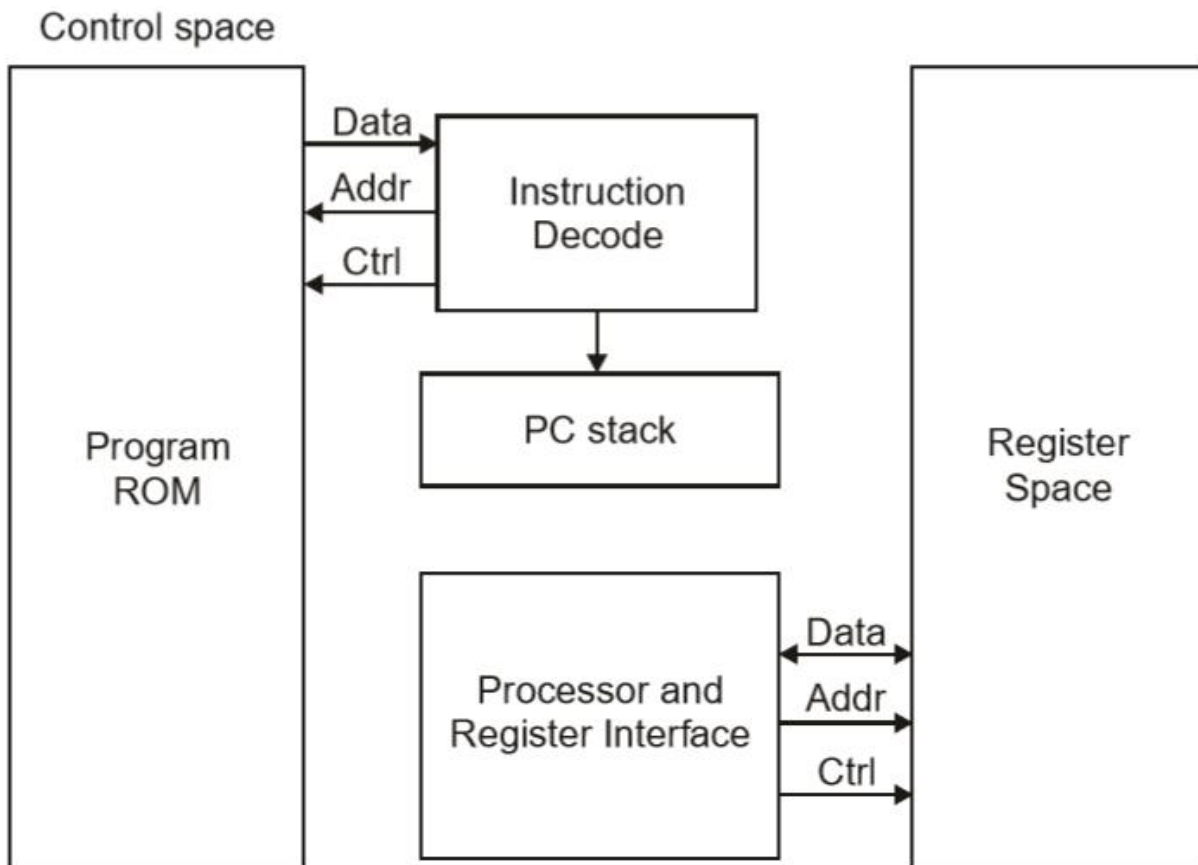 Control space
Data
Addr
Ctrl
Instruction
Decode
PC stack
Program
ROM
Register
Space
Processor and
Register Interface
Data
Addr
Ctrl